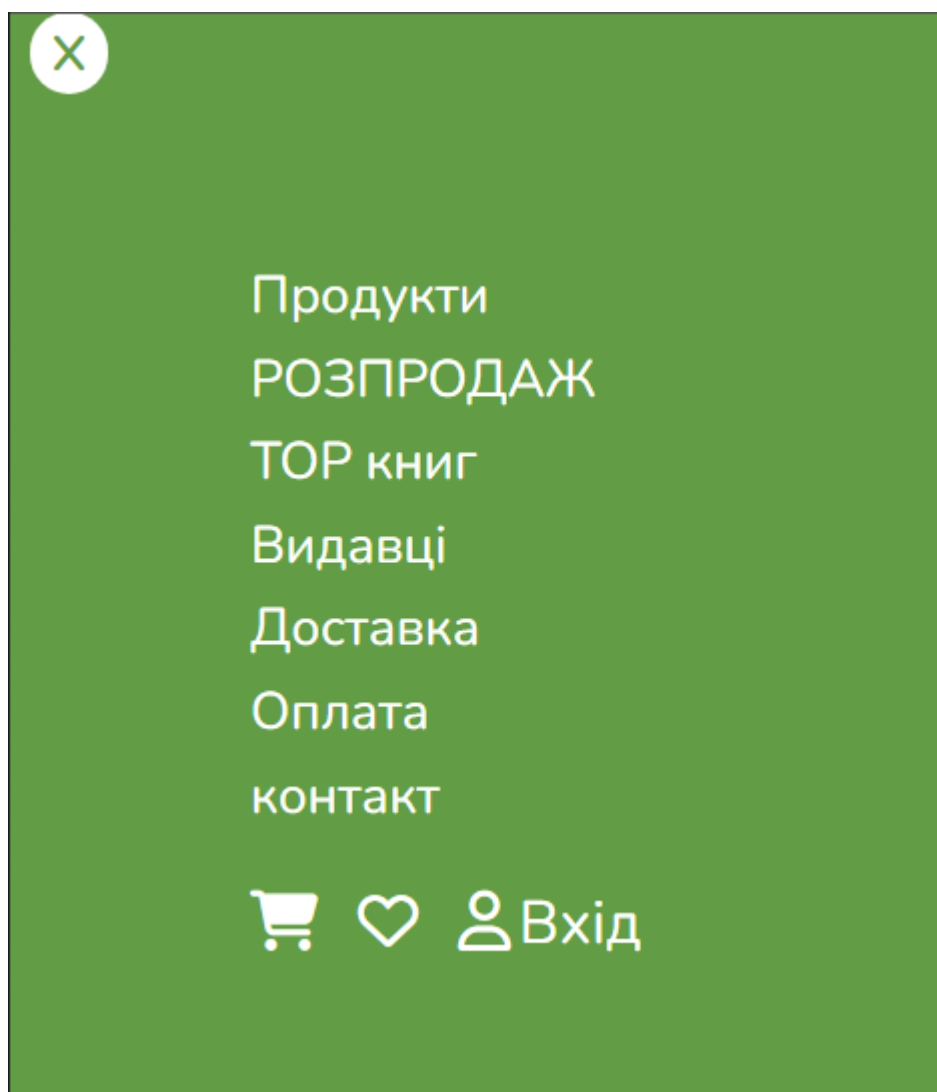 X
Продукти
РОЗПРОДАЖ
TOP книг
Видавці
Доставка
Оплата
контакт
Вхід